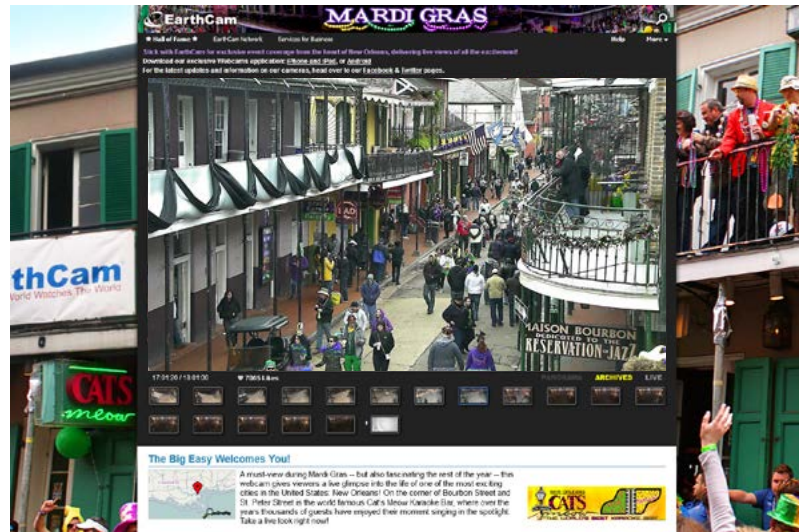 EarthCam
MARDI GRAS
Hall of Fame
EarthCam Network
Services for Business
Help
More
Stick with EarthCam for exclusive event coverage from the heart of New Orleans, delivering live views of all the excitement!
Download our exclusive Webcams application: iPhone and iPad, or Android
For the latest updates and information on our cameras, head over to our Facebook & Twitter pages.
thCam
World Watches The World
CATS
meow
MAISON BOURBON
DEDICATED TO THE
RESERVATION-JAZZ
ARCHIVED
LIVE
The Big Easy Welcomes You!
A must-view during Mardi Gras -- but also fascinating the rest of the year -- this
webcam gives viewers a live glimpse into the life of one of the most exciting
cities in the United States: New Orleans! On the corner of Bourbon Street and
St. Peter Street is the world famous Cat's Meow Karaoke Bar, where over the
years thousands of guests have enjoyed their moment singing in the spotlight.
Take a live look right now!
CATS
THE WORLD'S BEST KARAOKE BAR